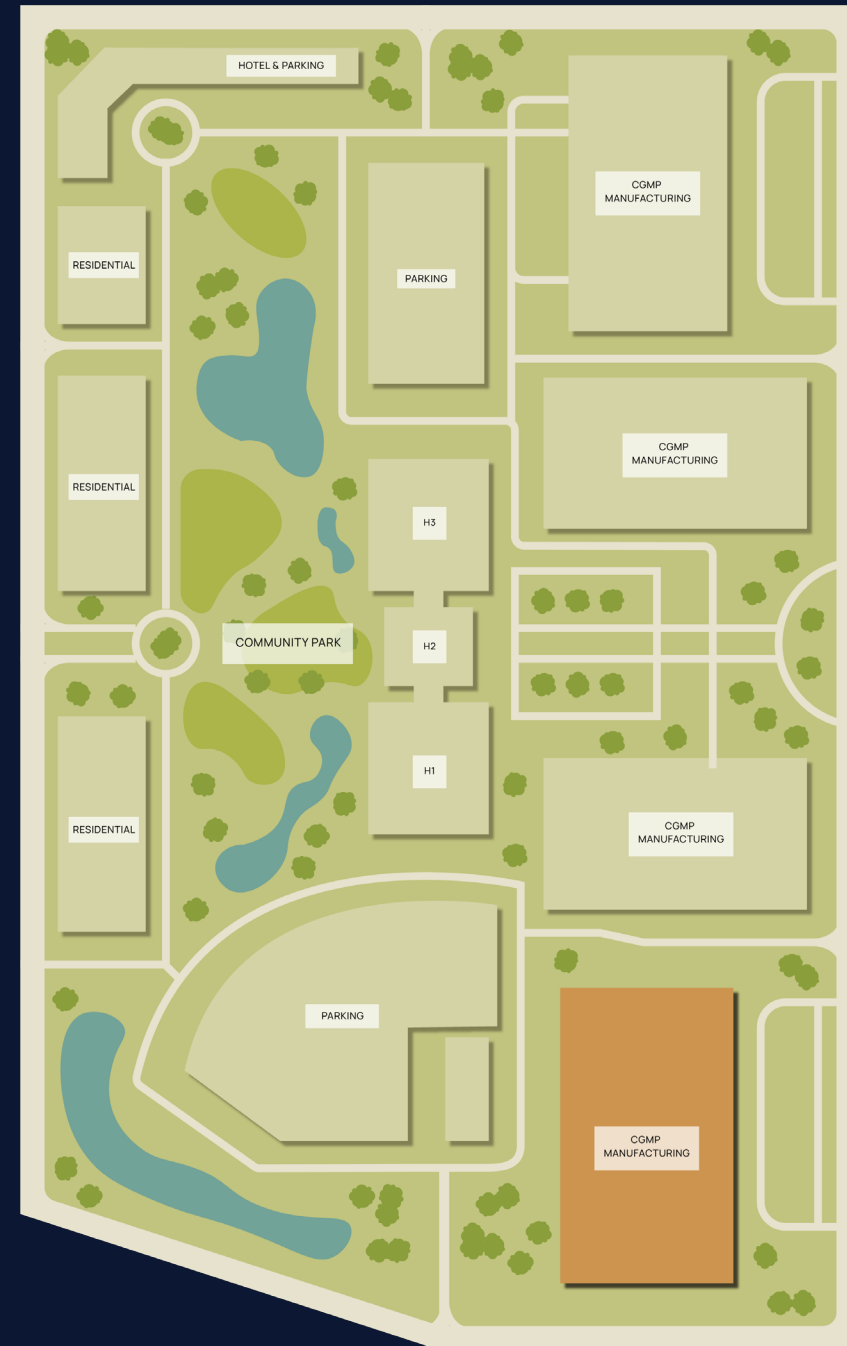 HOTEL & PARKING
CGMP
MANUFACTURING
RESIDENTIAL
PARKING
CGMP
MANUFACTURING
RESIDENTIAL
H3
COMMUNITY PARK
H2
H1
RESIDENTIAL
CGMP
MANUFACTURING
PARKING
CGMP
MANUFACTURING